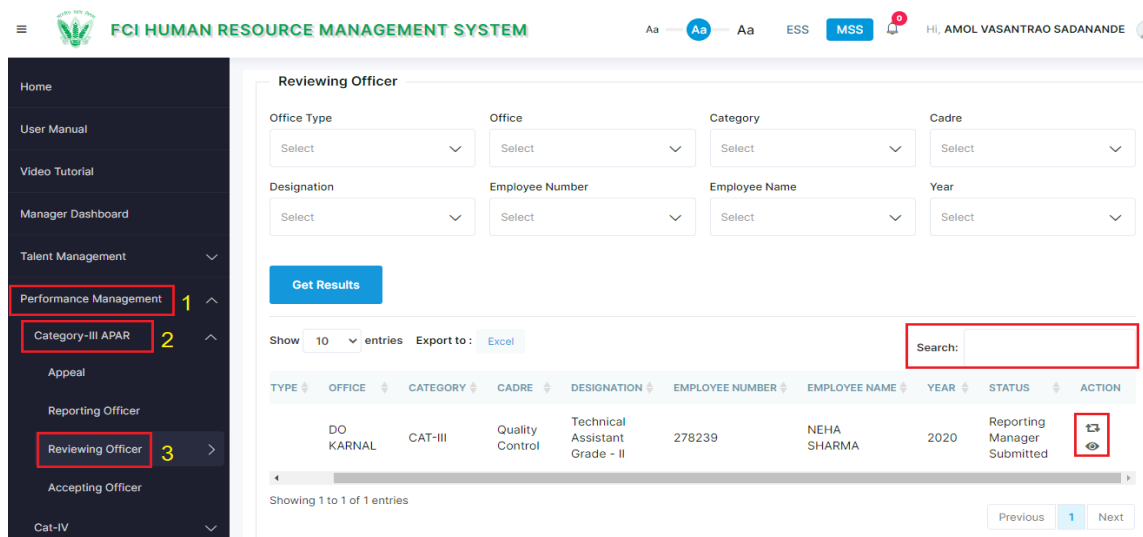 FCI HUMAN RESOURCE MANAGEMENT SYSTEM
Aa Aa Aa ESS MSS 0 Hi, AMOL VASANTRAO SADANANDE
Home
User Manual
Video Tutorial
Manager Dashboard
Talent Management
Performance Management 1
Category-III APAR 2
Appeal
Reporting Officer
Reviewing Officer 3
Accepting Officer
Cat-IV
Reviewing Officer
Office Type Office Category Cadre
Select Select Select Select
Designation Employee Number Employee Name Year
Select Select Select Select
Get Results
Show 10 entries Export to : Excel Search:
TYPE OFFICE CATEGORY CADRE DESIGNATION EMPLOYEE NUMBER EMPLOYEE NAME YEAR STATUS ACTION
DO KARNAL CAT-III Quality Control Technical Assistant Grade - II 278239 NEHA SHARMA 2020 Reporting Manager Submitted
Showing 1 to 1 of 1 entries
Previous 1 Next